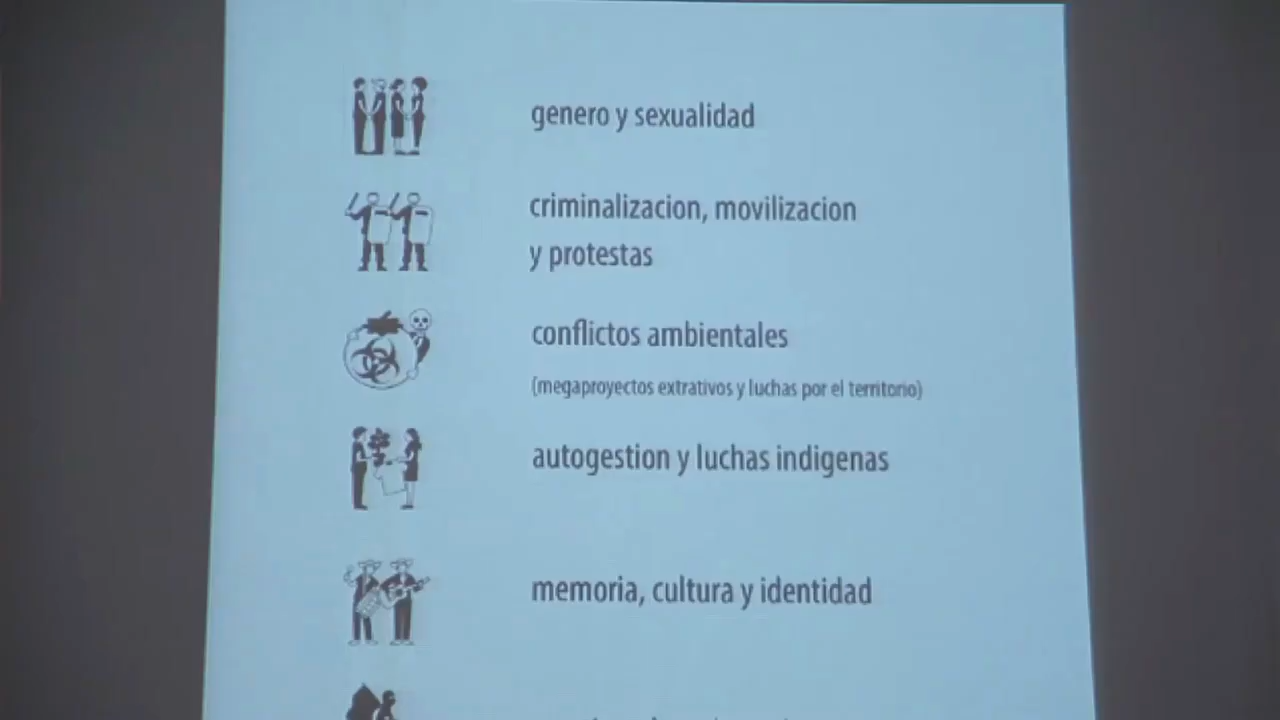 genero y sexualidad
criminalizacion, movilizacion
y protestas
conflictos ambientales
(megaproyectos extrativos y luchas por el territorio)
autogestion y luchas indigenas
memoria, cultura y identidad